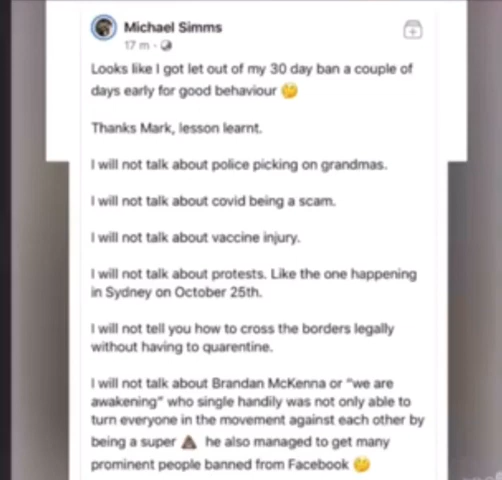 Michael Simms
17 m ·
Looks like I got let out of my 30 day ban a couple of
days early for good behaviour 🤔
Thanks Mark, lesson learnt.
I will not talk about police picking on grandmas.
I will not talk about covid being a scam.
I will not talk about vaccine injury.
I will not talk about protests. Like the one happening
in Sydney on October 25th.
I will not tell you how to cross the borders legally
without having to quarentine.
I will not talk about Brandan McKenna or "we are
awakening" who single handily was not only able to
turn everyone in the movement against each other by
being a super 💩 he also managed to get many
prominent people banned from Facebook 🤔